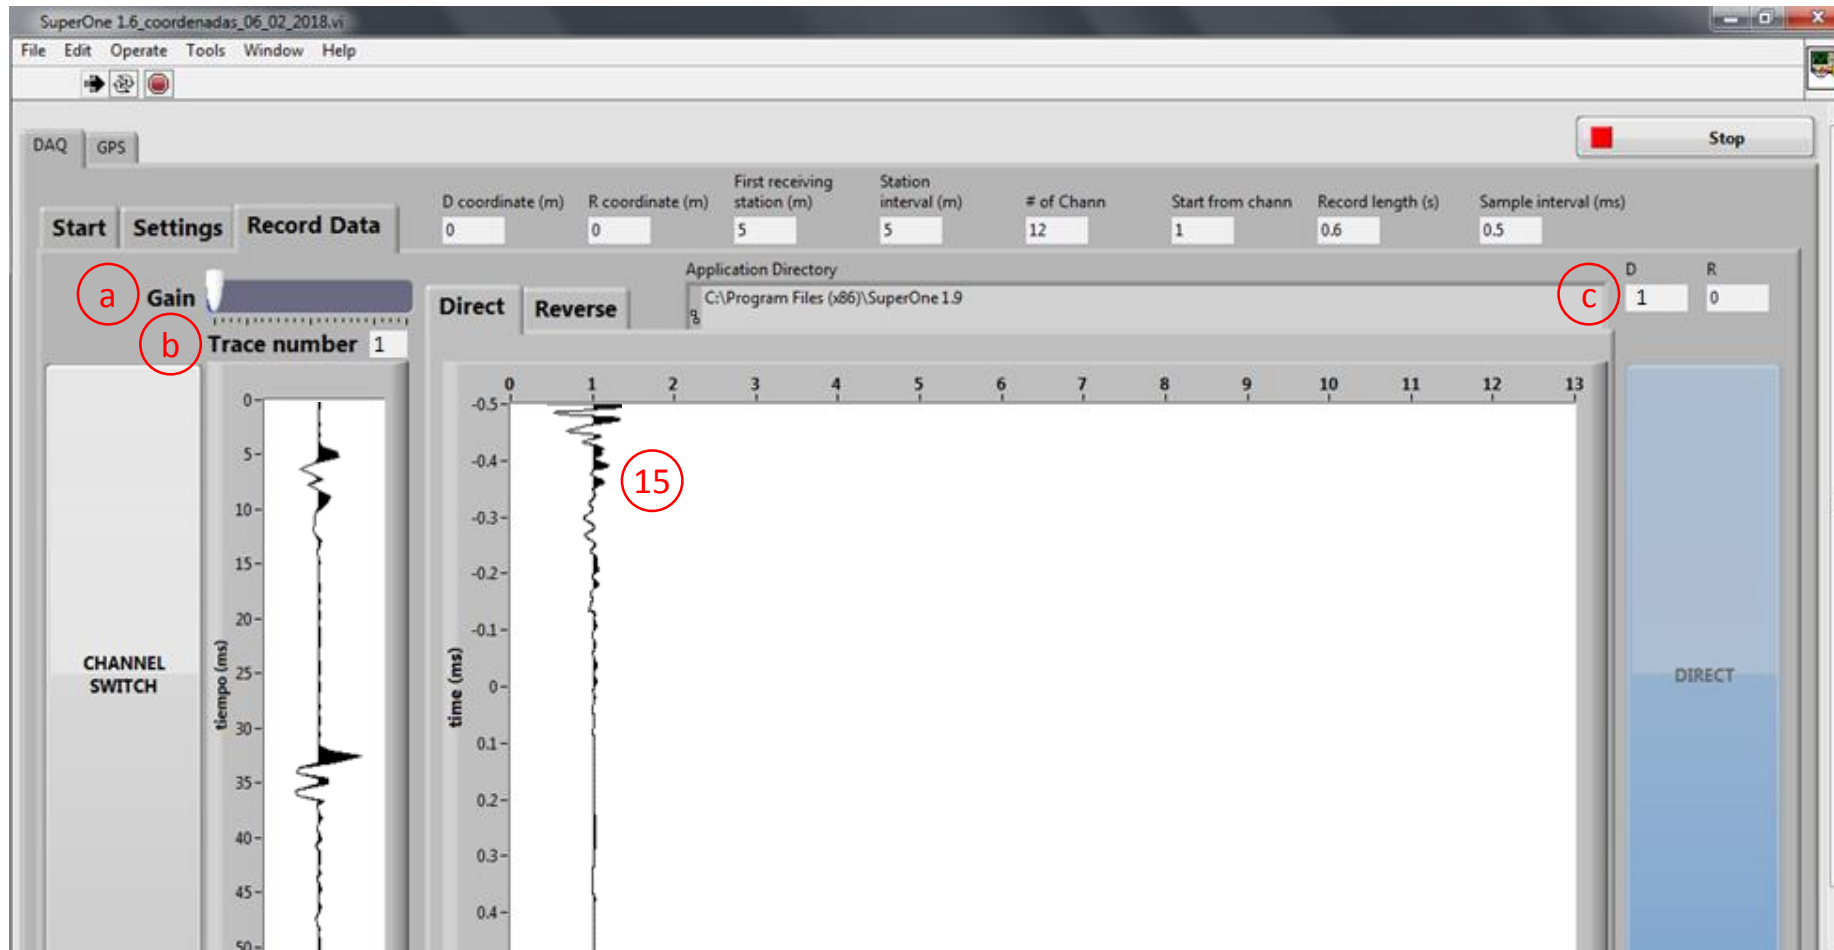 SuperOne 1.6_coordenadas_06_02_2018.vi
File Edit Operate Tools Window Help
DAQ GPS
Stop
Start Settings Record Data
D coordinate (m)
0
R coordinate (m)
0
First receiving
station (m)
5
Station
interval (m)
5
# of Chann
12
Start from chann
1
Record length (s)
0.6
Sample interval (ms)
0.5
a
Gain
b
Trace number 1
Direct Reverse
Application Directory
C:\Program Files (x86)\SuperOne 1.9
c
D
1
R
0
CHANNEL
SWITCH
tiempo (ms)
0
5
10
15
20
25
30
35
40
45
50
0 1 2 3 4 5 6 7 8 9 10 11 12 13
time (ms)
-0.5
-0.4
-0.3
-0.2
-0.1
0
0.1
0.2
0.3
0.4
15
DIRECT